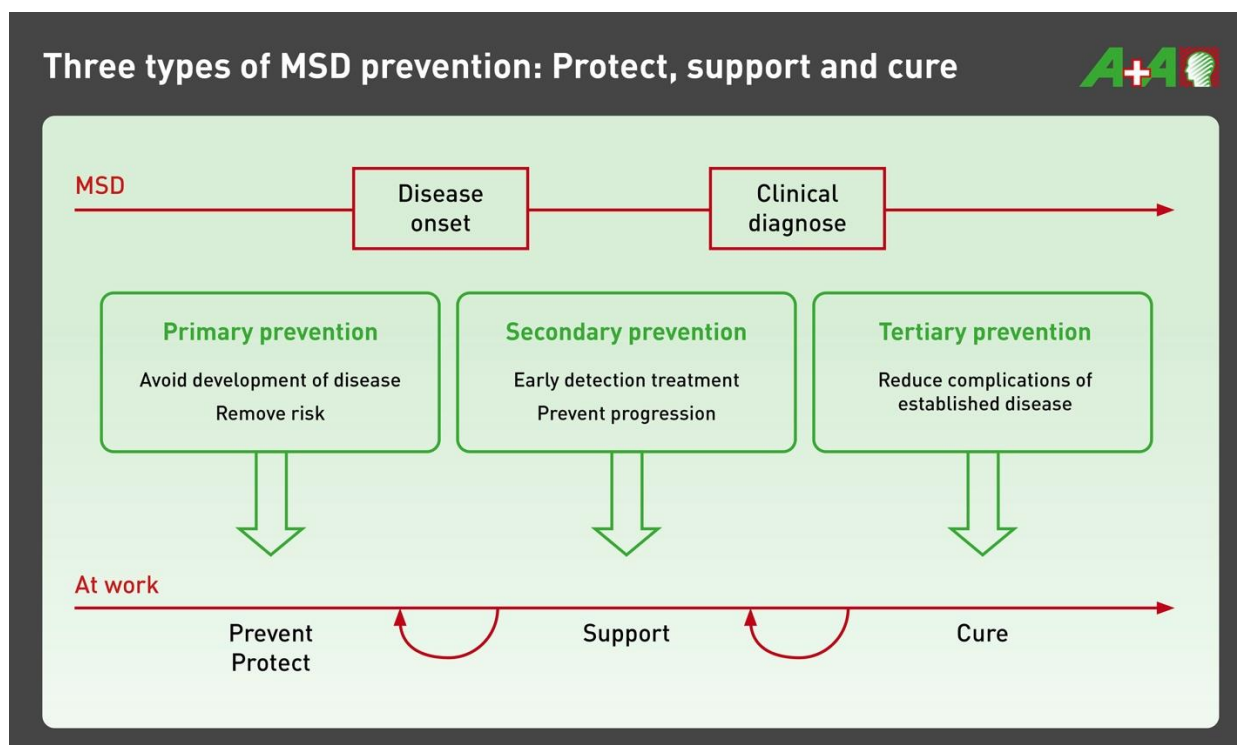 Three types of MSD prevention: Protect, support and cure
A+A
MSD
Disease
onset
Clinical
diagnose
Primary prevention
Avoid development of disease
Remove risk
Secondary prevention
Early detection treatment
Prevent progression
Tertiary prevention
Reduce complications of
established disease
At work
Prevent
Protect
Support
Cure